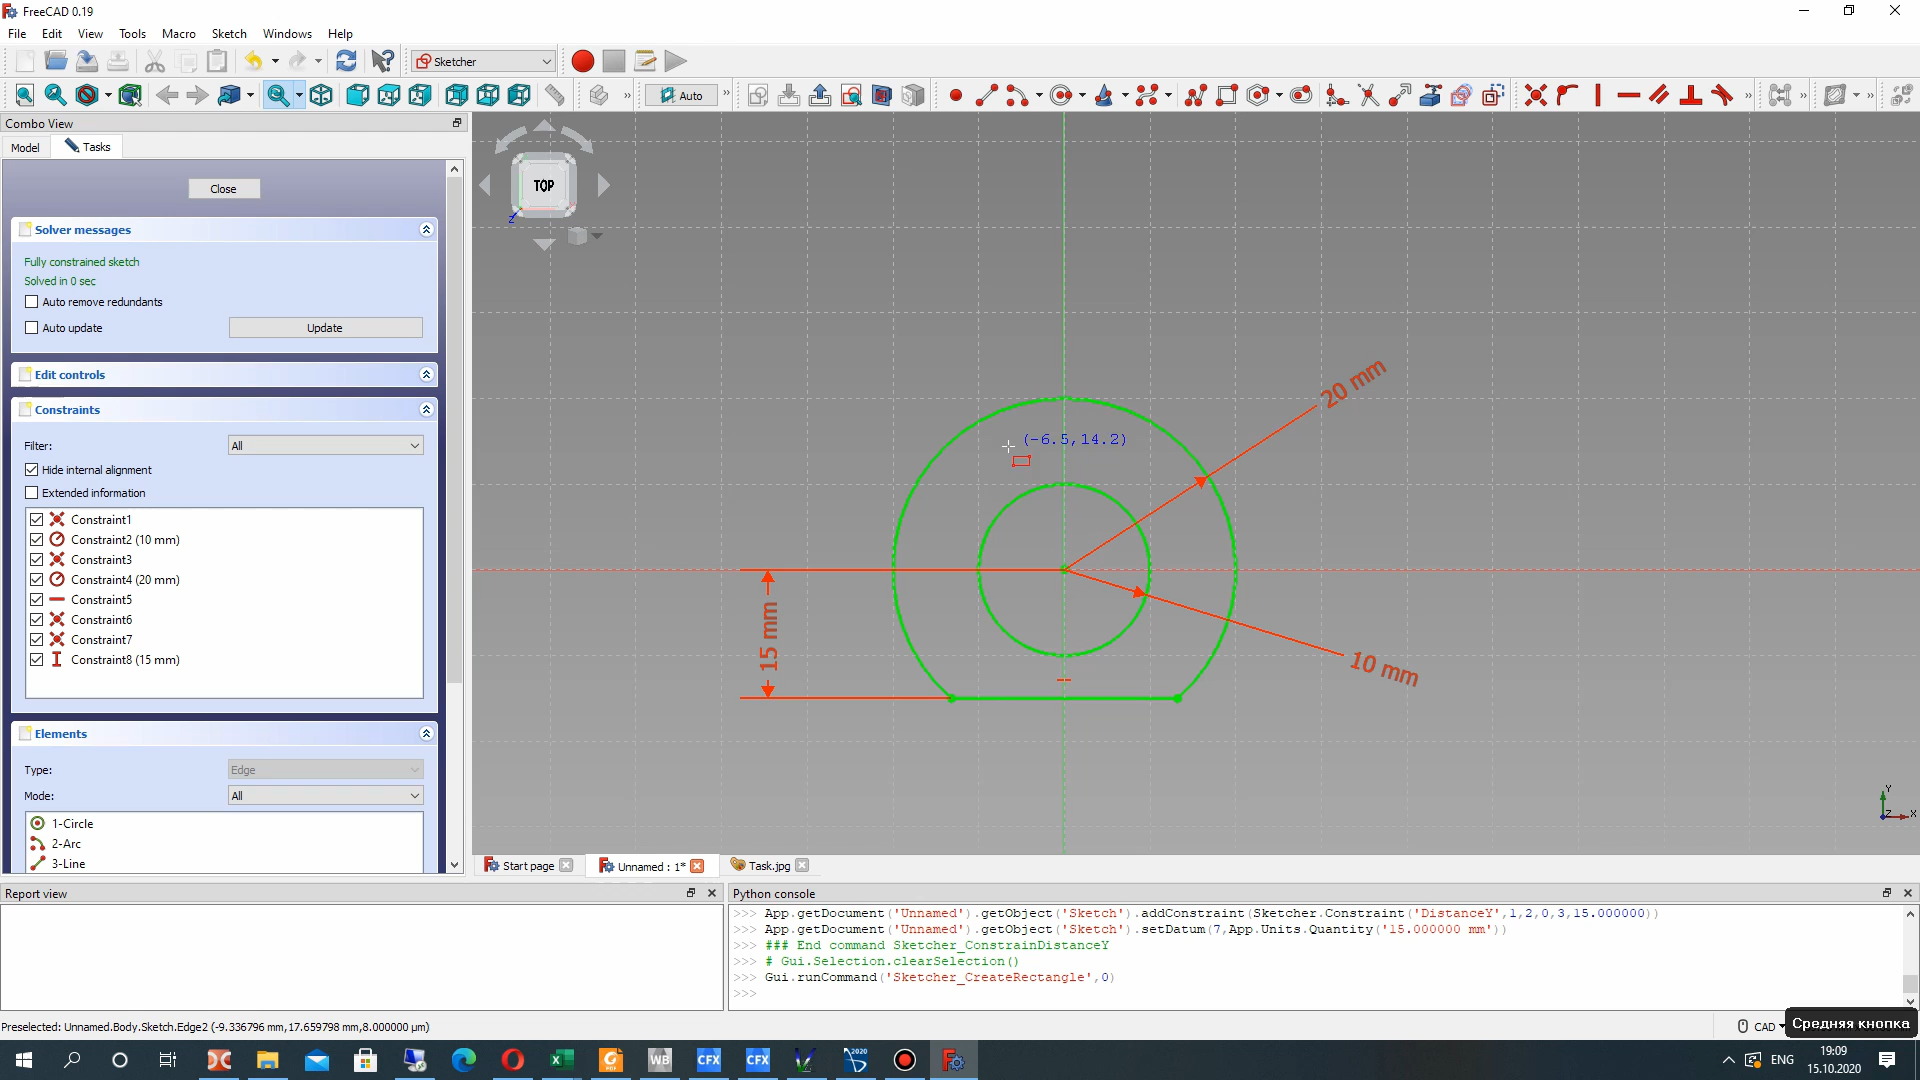 FreeCAD 0.19
File Edit View Tools Macro Sketch Windows Help
Sketcher
Auto
Combo View
Model Tasks
Close
Solver messages
Fully constrained sketch
Solved in 0 sec
Auto remove redundants
Auto update Update
Edit controls
Constraints
Filter: All
Hide internal alignment
Extended information
Constraint1
Constraint2 (10 mm)
Constraint3
Constraint4 (20 mm)
Constraint5
Constraint6
Constraint7
Constraint8 (15 mm)
Elements
Type: Edge
Mode: All
1-Circle
2-Arc
3-Line
TOP
Z
20 mm
(-6.5,14.2)
15 mm
10 mm
Y
Z X
Start page Unnamed : 1* Task.jpg
Report view
Python console
>>> App.getDocument('Unnamed').getObject('Sketch').addConstraint(Sketcher.Constraint('DistanceY',1,2,0,3,15.000000))
>>> App.getDocument('Unnamed').getObject('Sketch').setDatum(7,App.Units.Quantity('15.000000 mm'))
>>> ### End command Sketcher_ConstrainDistanceY
>>> # Gui.Selection.clearSelection()
>>> Gui.runCommand('Sketcher_CreateRectangle',0)
>>>
Preselected: Unnamed.Body.Sketch.Edge2 (-9.336796 mm,17.659798 mm,8.000000 µm)
CAD
Средняя кнопка
WB CFX CFX 2020
ENG
19:09
15.10.2020